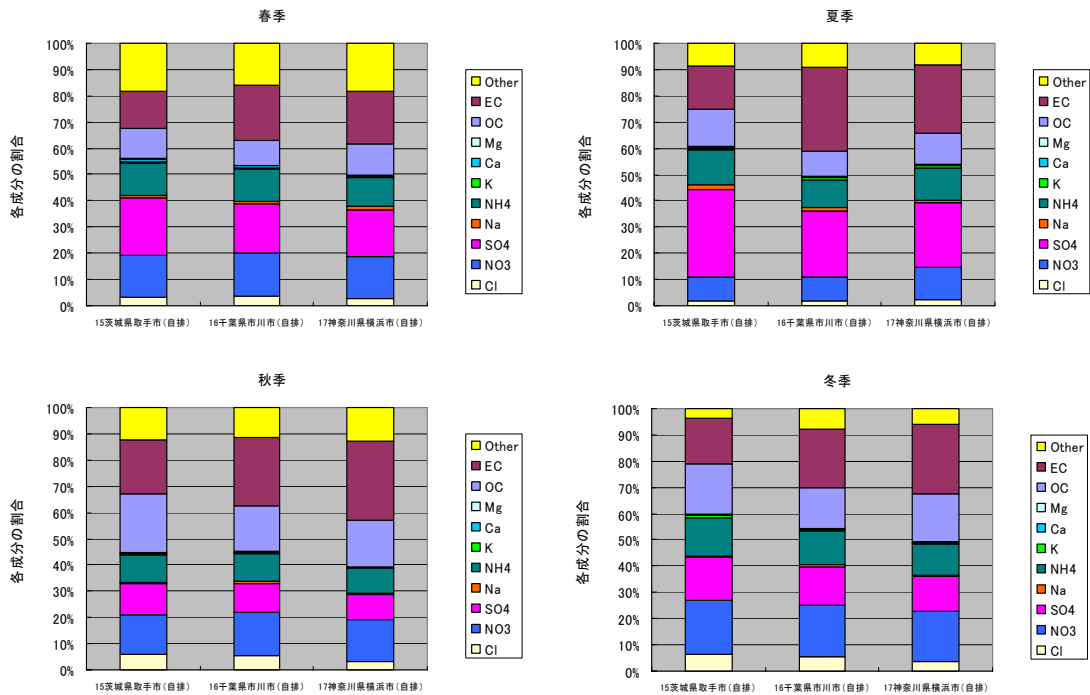 春季
各成分の割合
100%
90%
80%
70%
60%
50%
40%
30%
20%
10%
0%
15茨城県取手市(自排) 16千葉県市川市(自排) 17神奈川県横浜市(自排)
Other
EC
OC
Mg
Ca
K
NH4
Na
SO4
NO3
Cl
夏季
各成分の割合
100%
90%
80%
70%
60%
50%
40%
30%
20%
10%
0%
15茨城県取手市(自排) 16千葉県市川市(自排) 17神奈川県横浜市(自排)
Other
EC
OC
Mg
Ca
K
NH4
Na
SO4
NO3
Cl
秋季
各成分の割合
100%
90%
80%
70%
60%
50%
40%
30%
20%
10%
0%
15茨城県取手市(自排) 16千葉県市川市(自排) 17神奈川県横浜市(自排)
Other
EC
OC
Mg
Ca
K
NH4
Na
SO4
NO3
Cl
冬季
各成分の割合
100%
90%
80%
70%
60%
50%
40%
30%
20%
10%
0%
15茨城県取手市(自排) 16千葉県市川市(自排) 17神奈川県横浜市(自排)
Other
EC
OC
Mg
Ca
K
NH4
Na
SO4
NO3
Cl